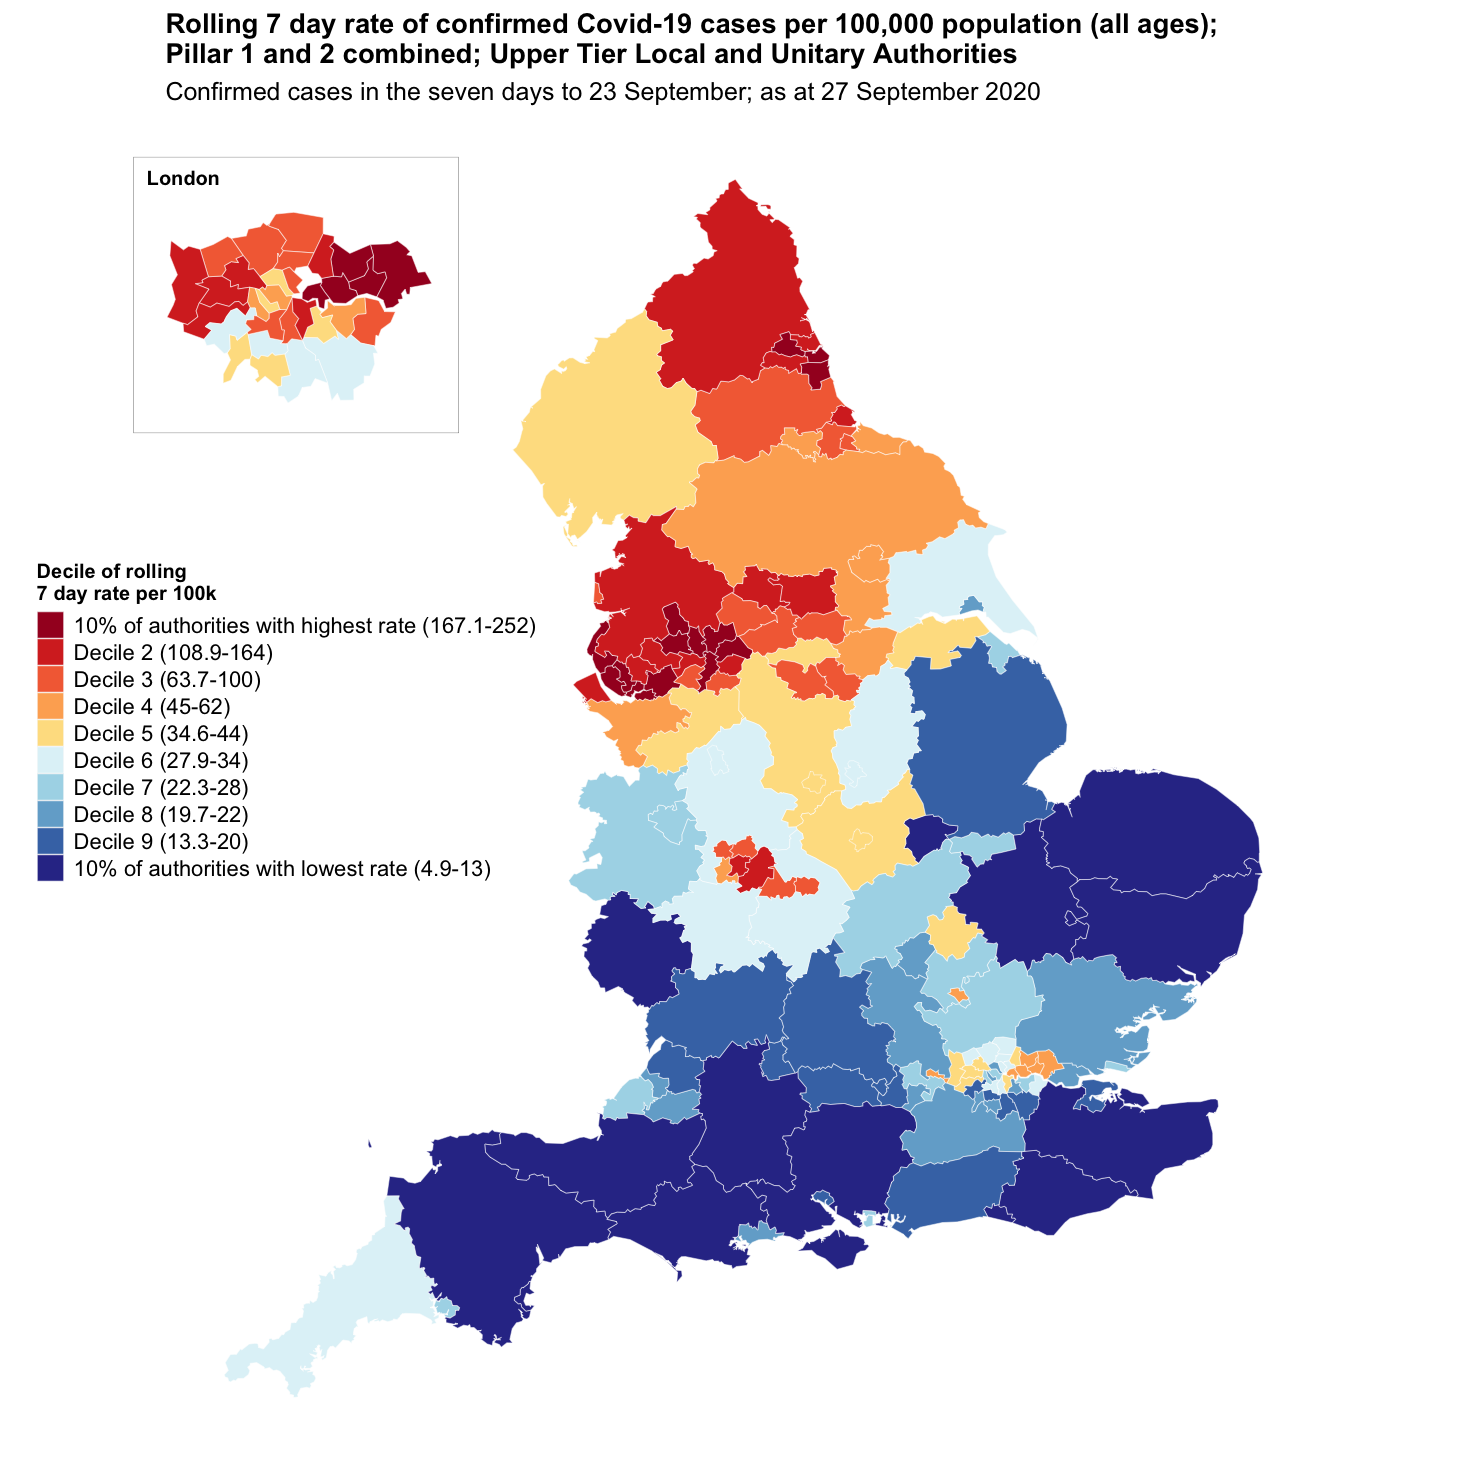 Rolling 7 day rate of confirmed Covid-19 cases per 100,000 population (all ages);
Pillar 1 and 2 combined; Upper Tier Local and Unitary Authorities
Confirmed cases in the seven days to 23 September; as at 27 September 2020
London
Decile of rolling
7 day rate per 100k
10% of authorities with highest rate (167.1-252)
Decile 2 (108.9-164)
Decile 3 (63.7-100)
Decile 4 (45-62)
Decile 5 (34.6-44)
Decile 6 (27.9-34)
Decile 7 (22.3-28)
Decile 8 (19.7-22)
Decile 9 (13.3-20)
10% of authorities with lowest rate (4.9-13)